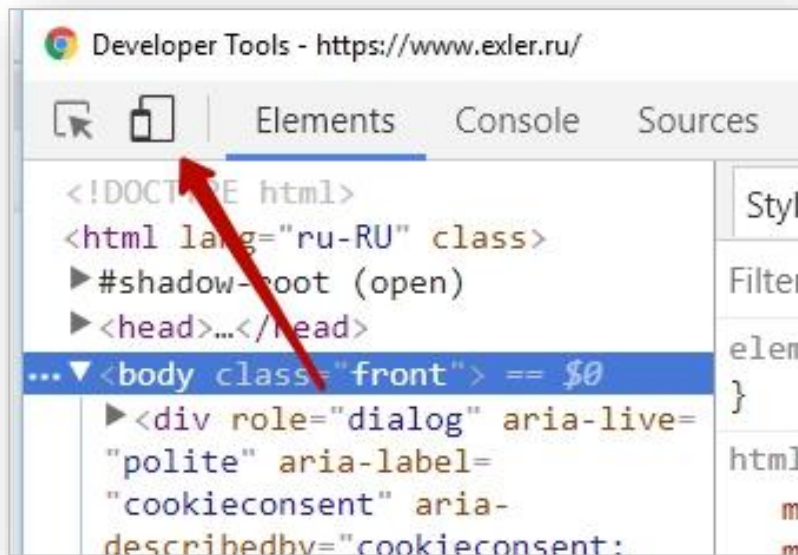 Developer Tools - https://www.exler.ru/
Elements Console Sources
<!DOCTYPE html>
<html lang="ru-RU" class>
▶#shadow-root (open)
▶<head>…</head>
…▼<body class="front"> == $0
▶<div role="dialog" aria-live=
"polite" aria-label=
"cookieconsent" aria-
describedby="cookieconsent:
Styl
Filter
elem
}
html
m
m